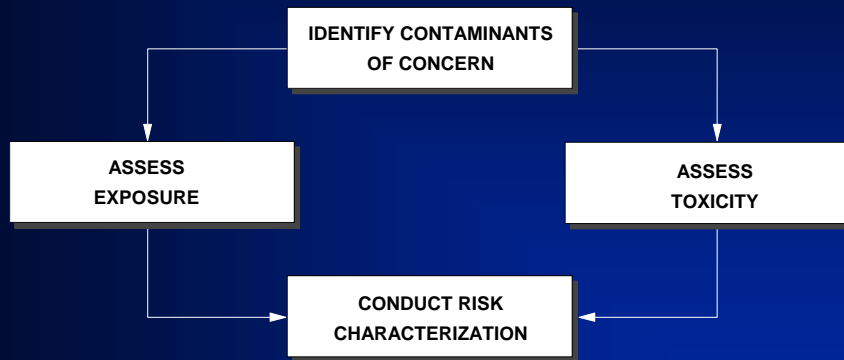 IDENTIFY CONTAMINANTS
OF CONCERN
ASSESS
EXPOSURE
ASSESS
TOXICITY
CONDUCT RISK
CHARACTERIZATION